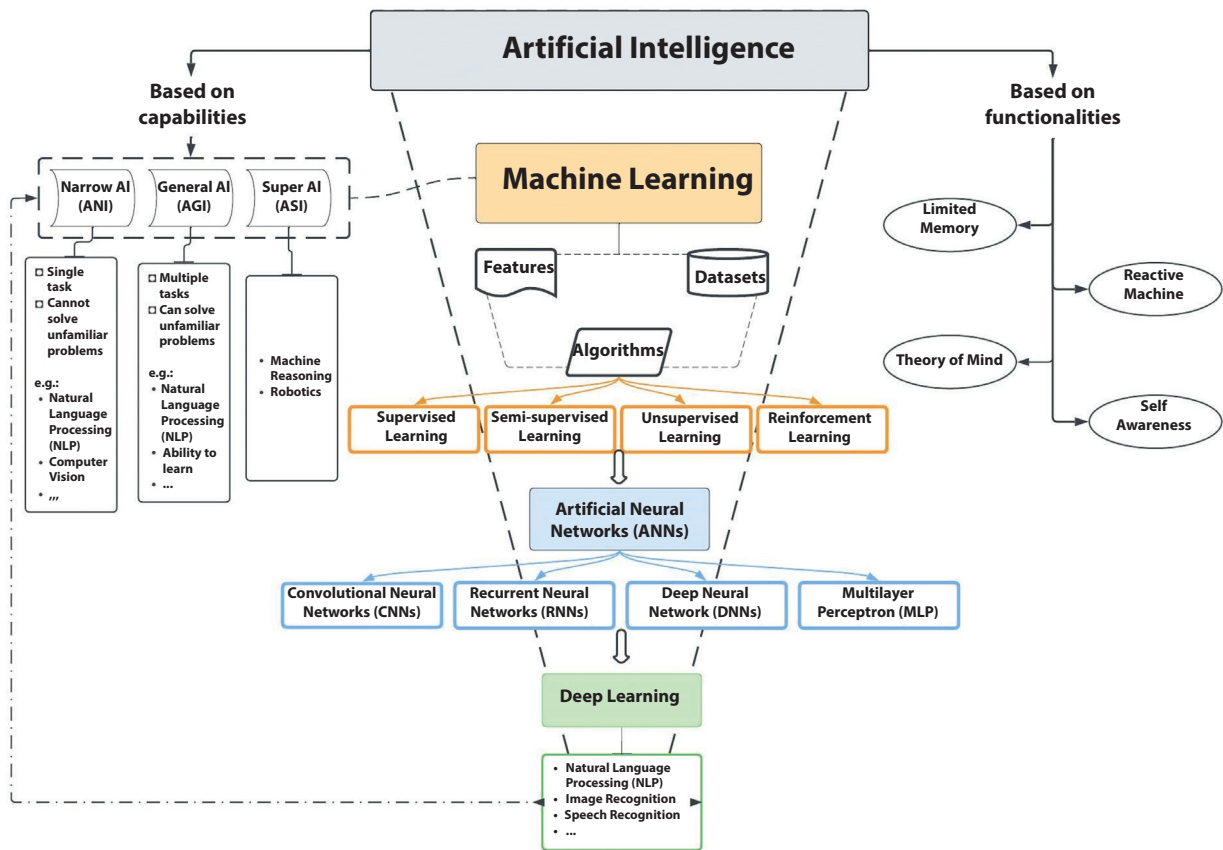 Artificial Intelligence
Based on
capabilities
Narrow AI
(ANI)
General AI
(AGI)
Super AI
(ASI)
Single
task
Cannot
solve
unfamiliar
problems
e.g.:
• Natural
Language
Processing
(NLP)
• Computer
Vision
• ,,,
Multiple
tasks
Can solve
unfamiliar
problems
e.g.:
• Natural
Language
Processing
(NLP)
• Ability to
learn
• ...
• Machine
Reasoning
• Robotics
Machine Learning
Features
Datasets
Algorithms
Supervised
Learning
Semi-supervised
Learning
Unsupervised
Learning
Reinforcement
Learning
Artificial Neural
Networks (ANNs)
Convolutional Neural
Networks (CNNs)
Recurrent Neural
Networks (RNNs)
Deep Neural
Network (DNNs)
Multilayer
Perceptron (MLP)
Deep Learning
• Natural Language
Processing (NLP)
• Image Recognition
• Speech Recognition
• ...
Based on
functionalities
Limited
Memory
Reactive
Machine
Theory of Mind
Self
Awareness